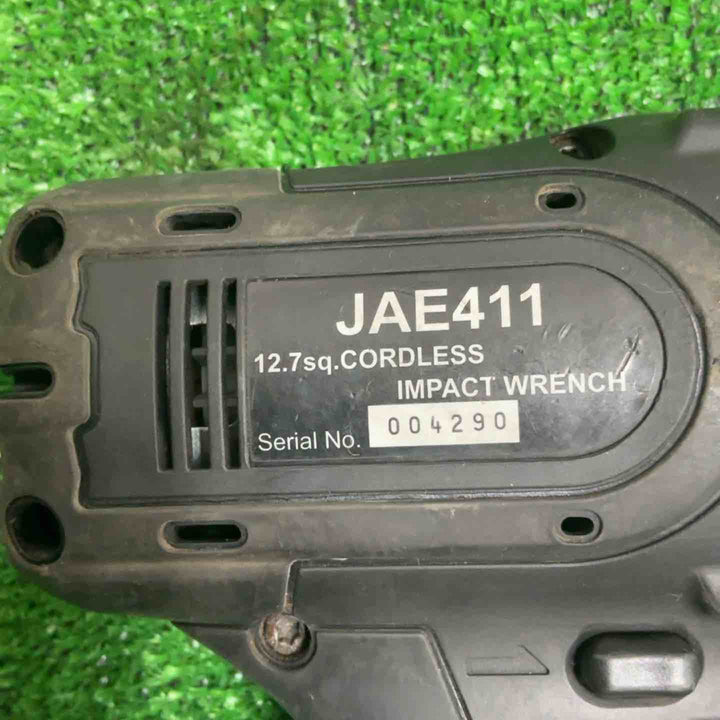 JAE411
12.7sq.CORDLESS
IMPACT WRENCH
Serial No. 004290